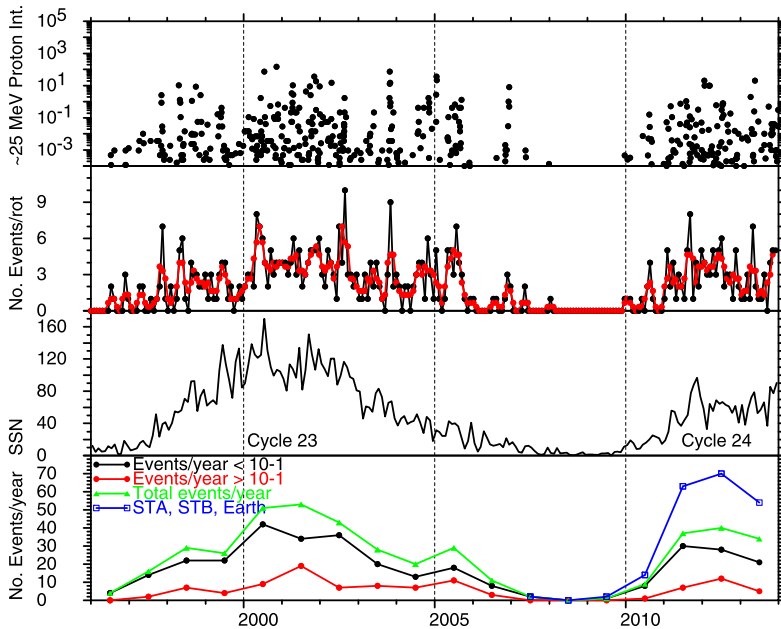 ~25 MeV Proton Int.
10^5
10^3
10^1
10^-1
10^-3
No. Events/rot
9
6
3
0
SSN
160
120
80
40
0
Cycle 23
Cycle 24
No. Events/year
70
60
50
40
30
20
10
0
Events/year < 10-1
Events/year > 10-1
Total events/year
STA, STB, Earth
2000
2005
2010